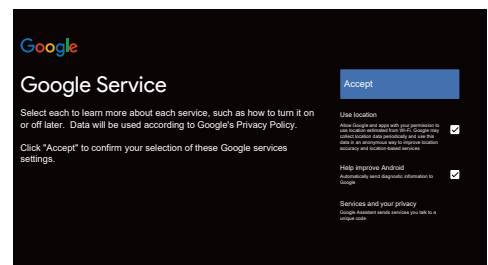 Google
Google Service
Select each to learn more about each service, such as how to turn it on
or off later. Data will be used according to Google's Privacy Policy.
Click "Accept" to confirm your selection of these Google services
settings.
Accept
Use location
Allow Google and apps with your permission to
use location estimated from Wi-Fi. Google may
collect location data periodically and use this
data in an anonymous way to improve location
accuracy and location-based services
Help improve Android
Automatically send diagnostic information to
Google
Services and your privacy
Google Assistant sends services you talk to a
unique code